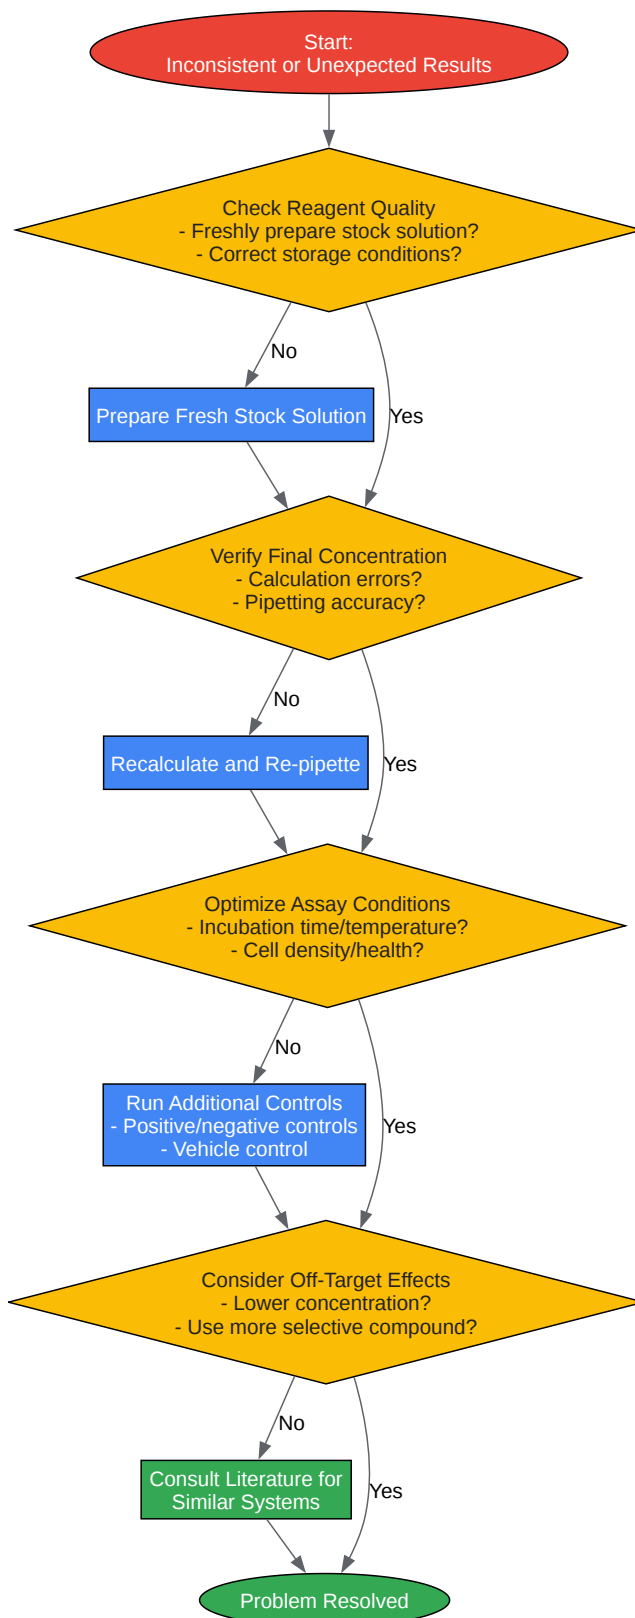 Start:
Inconsistent or Unexpected Results
Check Reagent Quality
- Freshly prepare stock solution?
- Correct storage conditions?
No
Prepare Fresh Stock Solution
Yes
Verify Final Concentration
- Calculation errors?
- Pipetting accuracy?
No
Recalculate and Re-pipette
Yes
Optimize Assay Conditions
- Incubation time/temperature?
- Cell density/health?
No
Run Additional Controls
- Positive/negative controls
- Vehicle control
Yes
Consider Off-Target Effects
- Lower concentration?
- Use more selective compound?
No
Consult Literature for
Similar Systems
Yes
Problem Resolved